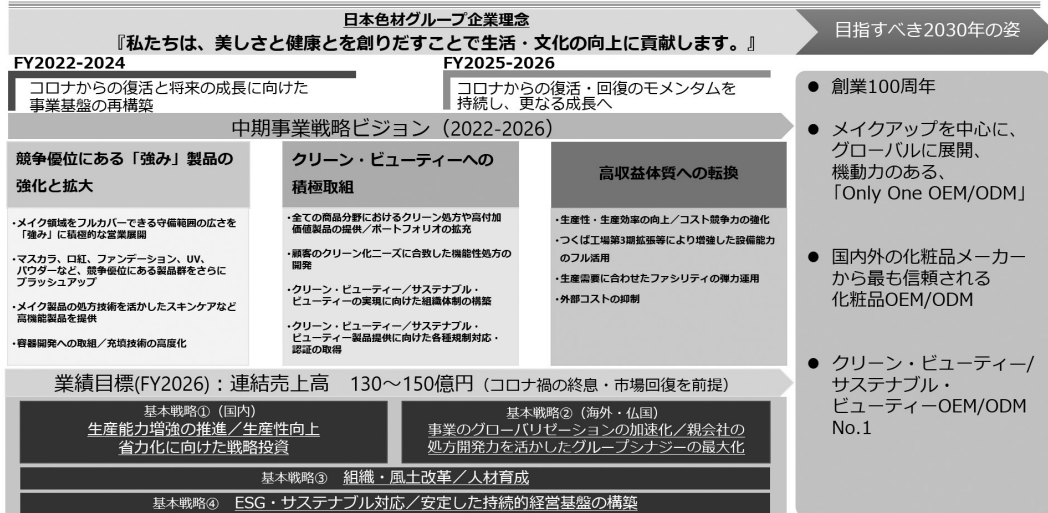 日本色材グループ企業理念
『私たちは、美しさと健康とを創りだすことで生活・文化の向上に貢献します。』
目指すべき2030年の姿
FY2022-2024
コロナからの復活と将来の成長に向けた
事業基盤の再構築
FY2025-2026
コロナからの復活・回復のモメンタムを
持続し、更なる成長へ
中期事業戦略ビジョン（2022-2026）
競争優位にある「強み」製品の
強化と拡大
・メイク領域をフルカバーできる守備範囲の広さを
「強み」に積極的な営業展開
・マスカラ、口紅、ファンデーション、UV、
パウダーなど、競争優位にある製品群をさらに
ブラッシュアップ
・メイク製品の処方技術を活かしたスキンケアなど
高機能製品を提供
・容器開発への取組／充填技術の高度化
クリーン・ビューティーへの
積極取組
・全ての商品分野におけるクリーン処方や高付加
価値製品の提供／ポートフォリオの拡充
・顧客のクリーン化ニーズに合致した機能性処方の
開発
・クリーン・ビューティー／サステナブル・
ビューティーの実現に向けた組織体制の構築
・クリーン・ビューティー／サステナブル・
ビューティー製品提供に向けた各種規制対応・
認証の取得
高収益体質への転換
・生産性・生産効率の向上／コスト競争力の強化
・つくば工場第3期拡張等により増強した設備能力
のフル活用
・生産需要に合わせたファシリティの弾力運用
・外部コストの抑制
業績目標(FY2026)：連結売上高　130～150億円（コロナ禍の終息・市場回復を前提）
基本戦略①（国内）
生産能力増強の推進／生産性向上
省力化に向けた戦略投資
基本戦略②（海外・仏国）
事業のグローバリゼーションの加速化／親会社の
処方開発力を活かしたグループシナジーの最大化
基本戦略③　組織・風土改革／人材育成
基本戦略④　ESG・サステナブル対応／安定した持続的経営基盤の構築
● 創業100周年
● メイクアップを中心に、
グローバルに展開、
機動力のある、
「Only One OEM/ODM」
● 国内外の化粧品メーカー
から最も信頼される
化粧品OEM/ODM
● クリーン・ビューティー/
サステナブル・
ビューティーOEM/ODM
No.1